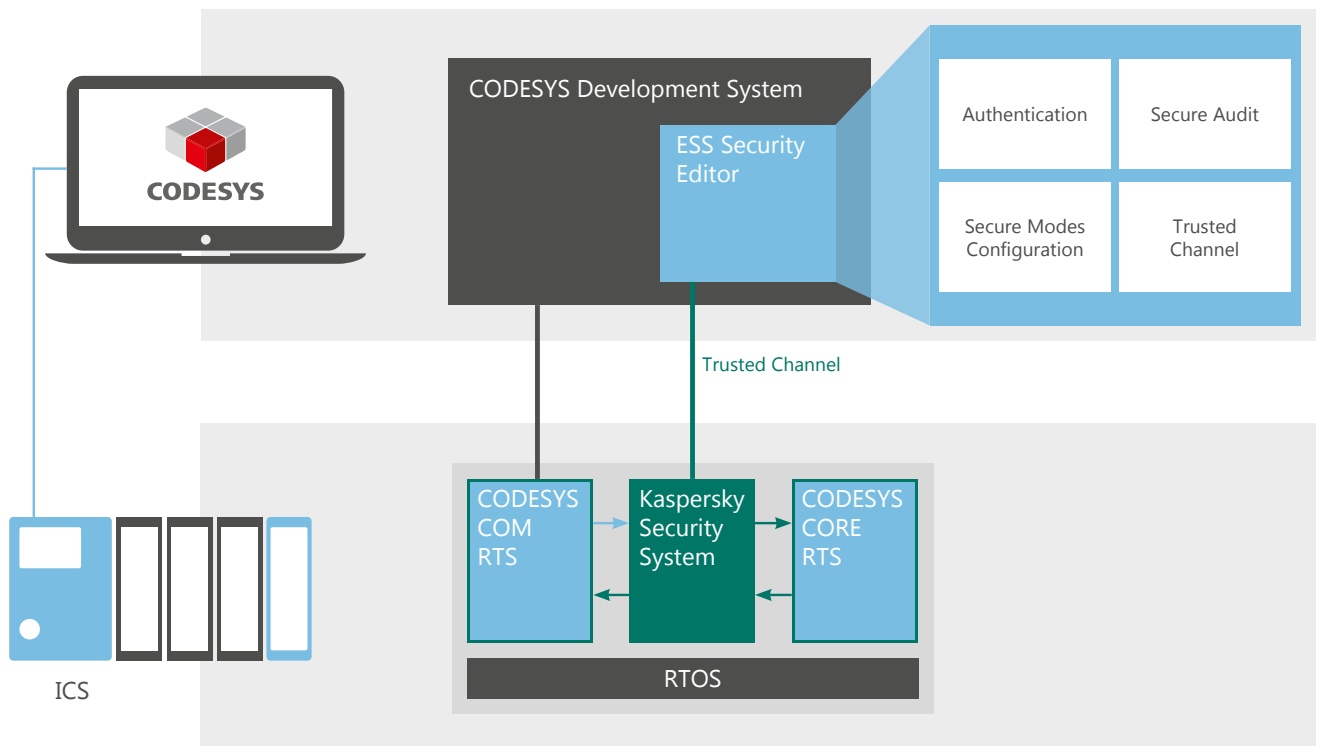 CODESYS
CODESYS Development System
ESS Security
Editor
Authentication
Secure Audit
Secure Modes
Configuration
Trusted
Channel
Trusted Channel
CODESYS
COM
RTS
Kaspersky
Security
System
CODESYS
CORE
RTS
RTOS
ICS